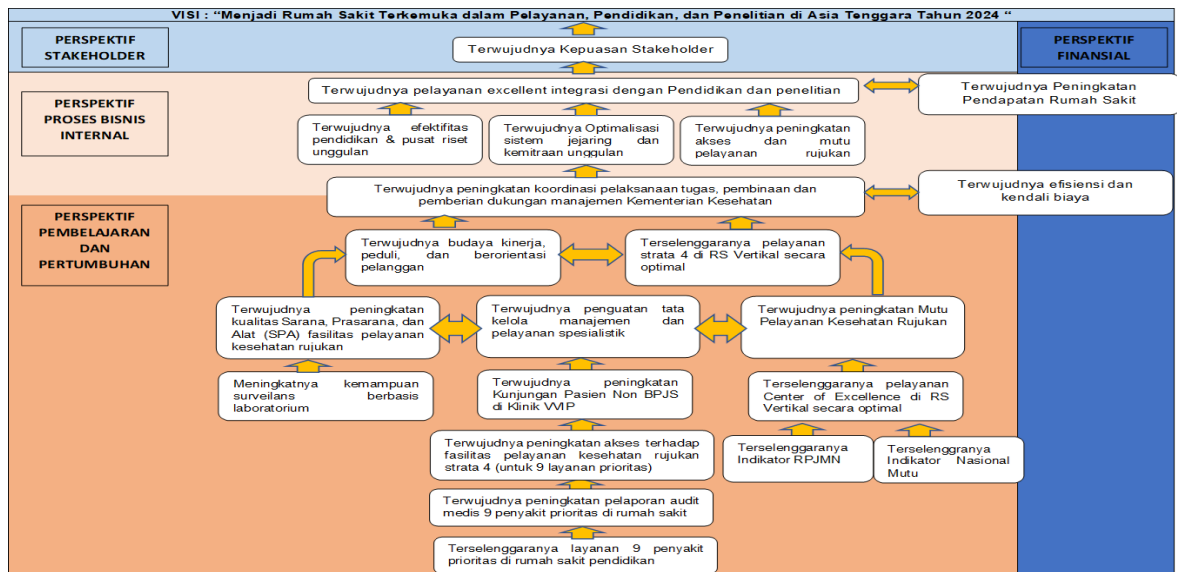 VISI : "Menjadi Rumah Sakit Terkemuka dalam Pelayanan, Pendidikan, dan Penelitian di Asia Tenggara Tahun 2024 "
PERSPEKTIF
STAKEHOLDER
Terwujudnya Kepuasan Stakeholder
PERSPEKTIF
FINANSIAL
PERSPEKTIF
PROSES BISNIS
INTERNAL
Terwujudnya pelayanan excellent integrasi dengan Pendidikan dan penelitian
Terwujudnya Peningkatan
Pendapatan Rumah Sakit
Terwujudnya efektifitas
pendidikan & pusat riset
unggulan
Terwujudnya Optimalisasi
sistem jejaring dan
kemitraan unggulan
Terwujudnya peningkatan
akses dan mutu
pelayanan rujukan
Terwujudnya peningkatan koordinasi pelaksanaan tugas, pembinaan dan
pemberian dukungan manajemen Kementerian Kesehatan
Terwujudnya efisiensi dan
kendali biaya
PERSPEKTIF
PEMBELAJARAN
DAN
PERTUMBUHAN
Terwujudnya budaya kinerja,
peduli, dan berorientasi
pelanggan
Terselenggaranya pelayanan
strata 4 di RS Vertikal secara
optimal
Terwujudnya peningkatan
kualitas Sarana, Prasarana, dan
Alat (SPA) fasilitas pelayanan
kesehatan rujukan
Terwujudnya penguatan tata
kelola manajemen dan
pelayanan spesialistik
Terwujudnya peningkatan Mutu
Pelayanan Kesehatan Rujukan
Meningkatnya kemampuan
surveilans berbasis
laboratorium
Terwujudnya peningkatan
Kunjungan Pasien Non BPJS
di Klinik VVIP
Terselenggaranya pelayanan
Center of Excellence di RS
Vertikal secara optimal
Terwujudnya peningkatan akses terhadap
fasilitas pelayanan kesehatan rujukan
strata 4 (untuk 9 layanan prioritas)
Terselenggaranya
Indikator RPJMN
Terselenggranya
Indikator Nasional
Mutu
Terwujudnya peningkatan pelaporan audit
medis 9 penyakit prioritas di rumah sakit
Terselenggaranya layanan 9 penyakit
prioritas di rumah sakit pendidikan